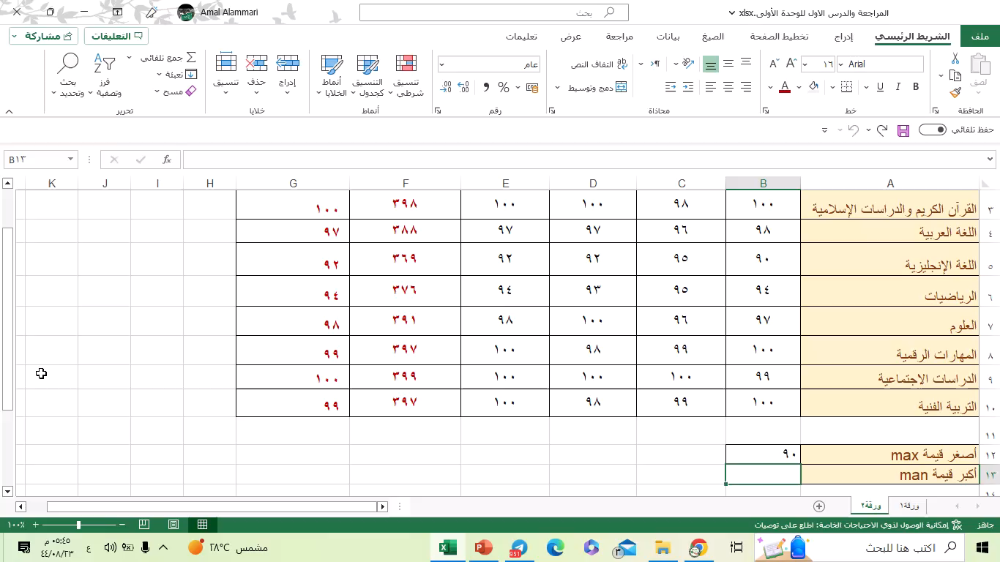 المراجعة والدرس الأول للوحدة الأولى.xlsx
بحث
Amal Alammari
ملف الشريط الرئيسي إدراج تخطيط الصفحة الصيغ بيانات مراجعة عرض تعليمات
التعليقات مشاركة
لصق
الحافظة
Arial ١٦
B I U
خط
التفاف النص
دمج وتوسيط
محاذاة
عام
%
رقم
تنسيق شرطي
التنسيق كجدول
أنماط الخلايا
أنماط
إدراج حذف تنسيق
خلايا
جمع تلقائي
تعبئة
مسح
فرز وتصفية
بحث وتحديد
تحرير
حفظ تلقائي
B١٣
fx
A B C D E F G H I J K
٣ القرآن الكريم والدراسات الإسلامية ١٠٠ ٩٨ ١٠٠ ١٠٠ ٣٩٨ ١٠٠
٤ اللغة العربية ٩٨ ٩٦ ٩٧ ٩٧ ٣٨٨ ٩٧
٥ اللغة الإنجليزية ٩٠ ٩٥ ٩٢ ٩٢ ٣٦٩ ٩٢
٦ الرياضيات ٩٤ ٩٥ ٩٣ ٩٤ ٣٧٦ ٩٤
٧ العلوم ٩٧ ٩٦ ١٠٠ ٩٨ ٣٩١ ٩٨
٨ المهارات الرقمية ١٠٠ ٩٩ ٩٨ ١٠٠ ٣٩٧ ٩٩
٩ الدراسات الاجتماعية ٩٩ ١٠٠ ١٠٠ ١٠٠ ٣٩٩ ١٠٠
١٠ التربية الفنية ١٠٠ ٩٩ ٩٨ ١٠٠ ٣٩٧ ٩٩
١١
١٢ أصغر قيمة max ٩٠
١٣ أكبر قيمة man
١٤
ورقة١ ورقة٢
جاهز إمكانية الوصول لذوي الاحتياجات الخاصة: اطلع على توصيات
١٠٠٪
اكتب هنا للبحث
٣
951
٢٨°C مشمس
ع
٠٥:٤٥ م
٤٤/٠٨/٢٣